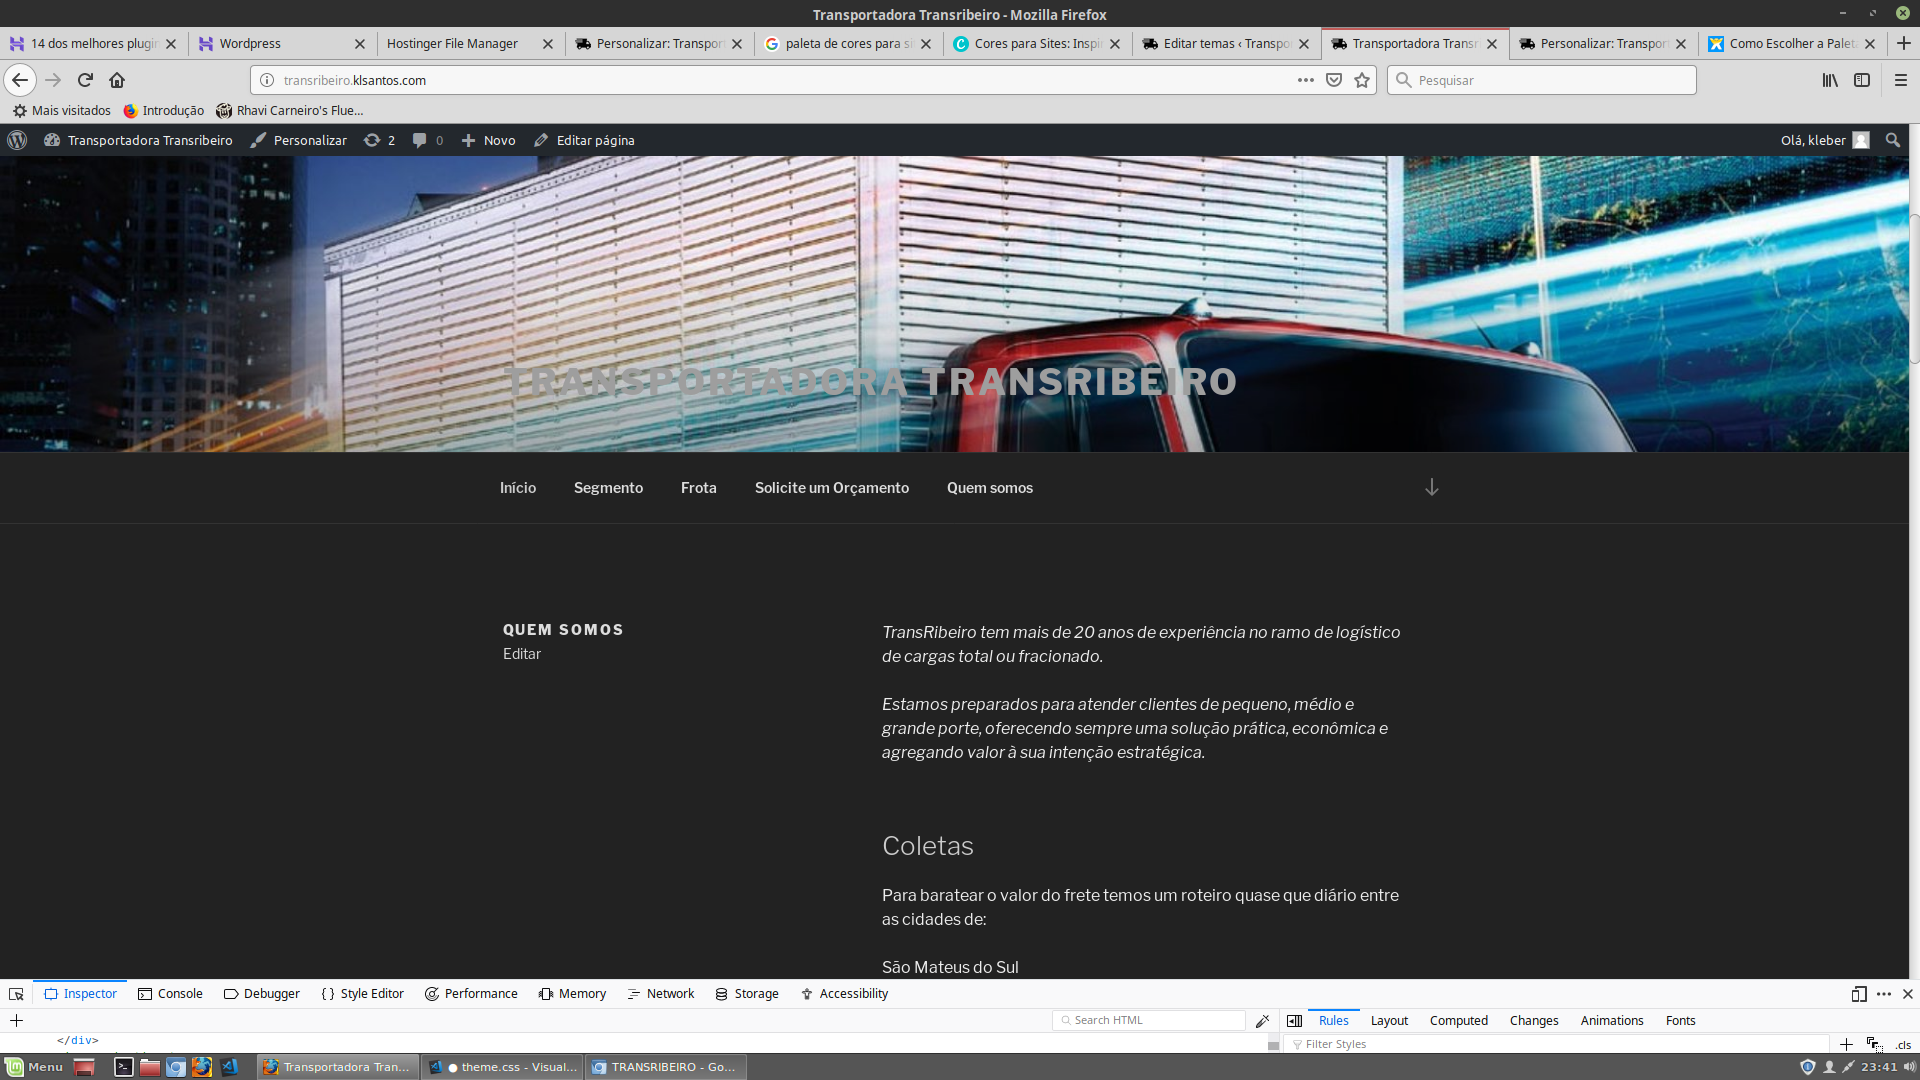 Transportadora Transribeiro - Mozilla Firefox
14 dos melhores plugin
Wordpress
Hostinger File Manager
Personalizar: Transport
paleta de cores para si
Cores para Sites: Inspi
Editar temas ‹ Transpo
Transportadora Transr
Personalizar: Transport
Como Escolher a Palet
transribeiro.klsantos.com
Pesquisar
Mais visitados
Introdução
Rhavi Carneiro's Flue...
Transportadora Transribeiro
Personalizar
2
0
Novo
Editar página
Olá, kleber
TRANSPORTADORA TRANSRIBEIRO
Início
Segmento
Frota
Solicite um Orçamento
Quem somos
QUEM SOMOS
Editar
TransRibeiro tem mais de 20 anos de experiência no ramo de logístico
de cargas total ou fracionado.
Estamos preparados para atender clientes de pequeno, médio e
grande porte, oferecendo sempre uma solução prática, econômica e
agregando valor à sua intenção estratégica.
Coletas
Para baratear o valor do frete temos um roteiro quase que diário entre
as cidades de:
São Mateus do Sul
Inspector
Console
Debugger
Style Editor
Performance
Memory
Network
Storage
Accessibility
Search HTML
Rules
Layout
Computed
Changes
Animations
Fonts
</div>
Filter Styles
.cls
Menu
Transportadora Tran...
● theme.css - Visual...
TRANSRIBEIRO - Go...
23:41